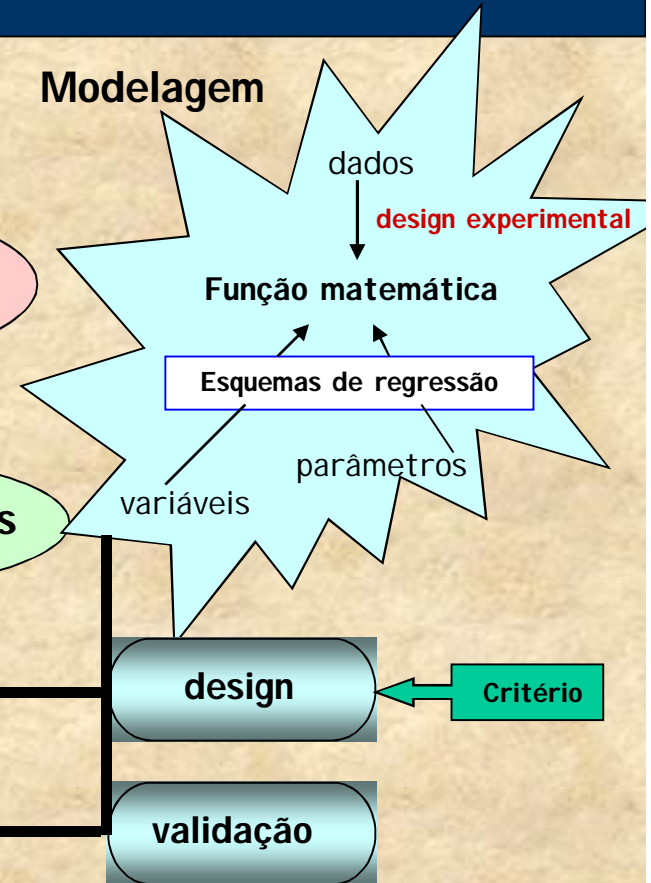 Modelagem
dados
design experimental
Função matemática
Esquemas de regressão
parâmetros
variáveis
s
design
Critério
validação